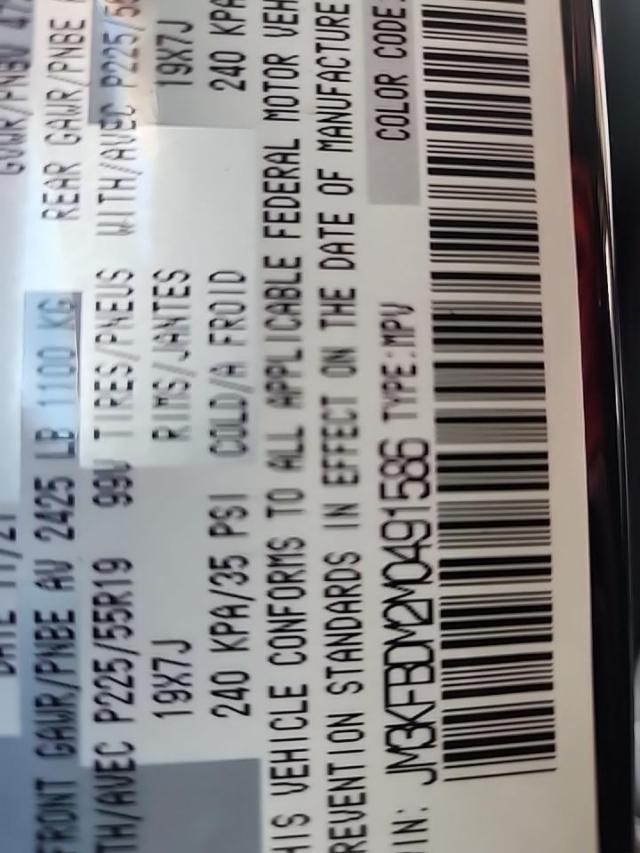 DATE 11/21
GVWR/PNBV
FRONT GAWR/PNBE AV 2425 LB 1100 KG REAR GAWR/PNBE
TH/AVEC P225/55R19 99V TIRES/PNEUS WITH/AVEC P225/55
19X7J RIMS/JANTES 19X7J
240 KPA/35 PSI COLD/A FROID 240 KPA
HIS VEHICLE CONFORMS TO ALL APPLICABLE FEDERAL MOTOR VEH
REVENTION STANDARDS IN EFFECT ON THE DATE OF MANUFACTURE
IN: JM3KFBDM2M0491586 TYPE:MPV COLOR CODE: